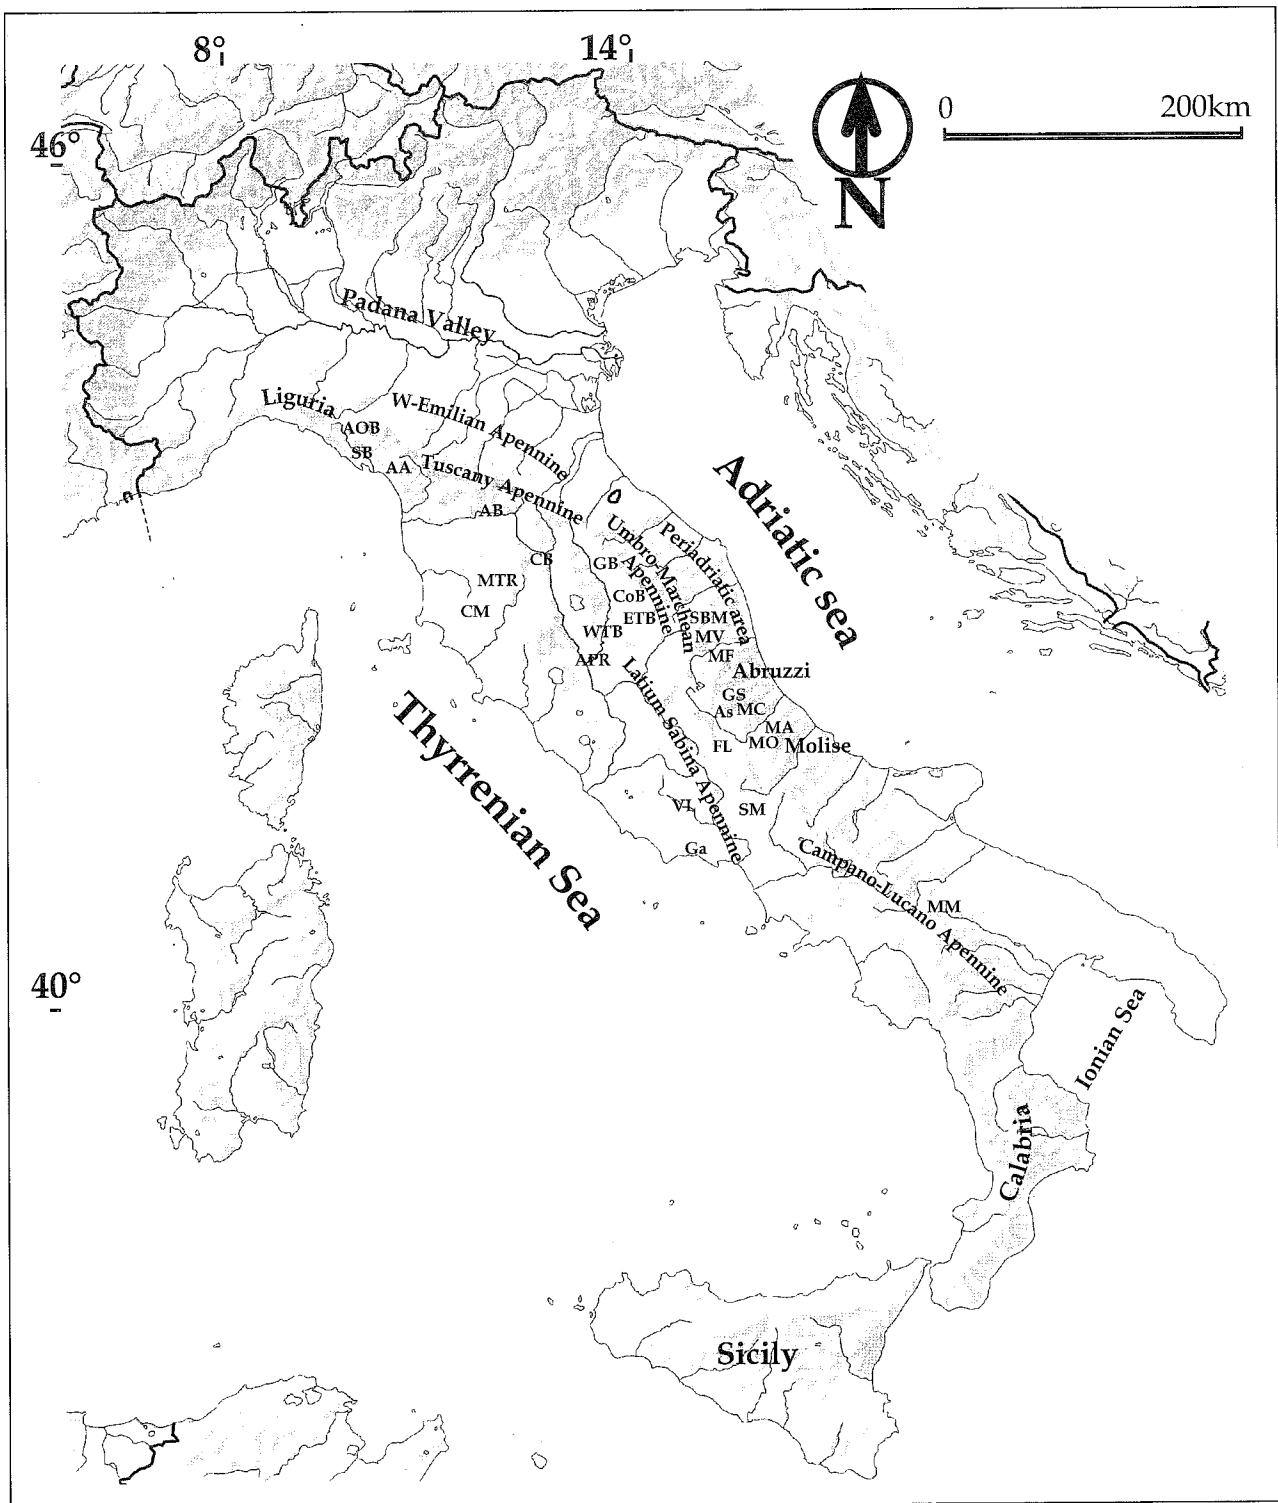 8°
14°
46°
0 200km
N
Padana Valley
Liguria
W-Emilian Apennine
AOB
SB
AA
Tuscany Apennine
AB
Adriatic sea
Umbro-Marchean
Apennine
Periadriatic area
CB
GB
MTR
CoB
CM
ETB
SBM
WTB
MV
APR
MF
Latium Sabina Apennine
Abruzzi
GS
As
MC
MA
FL
MO
Molise
Thyrrenian Sea
VL
SM
Ga
Campano-Lucano Apennine
MM
40°
Ionian Sea
Calabria
Sicily